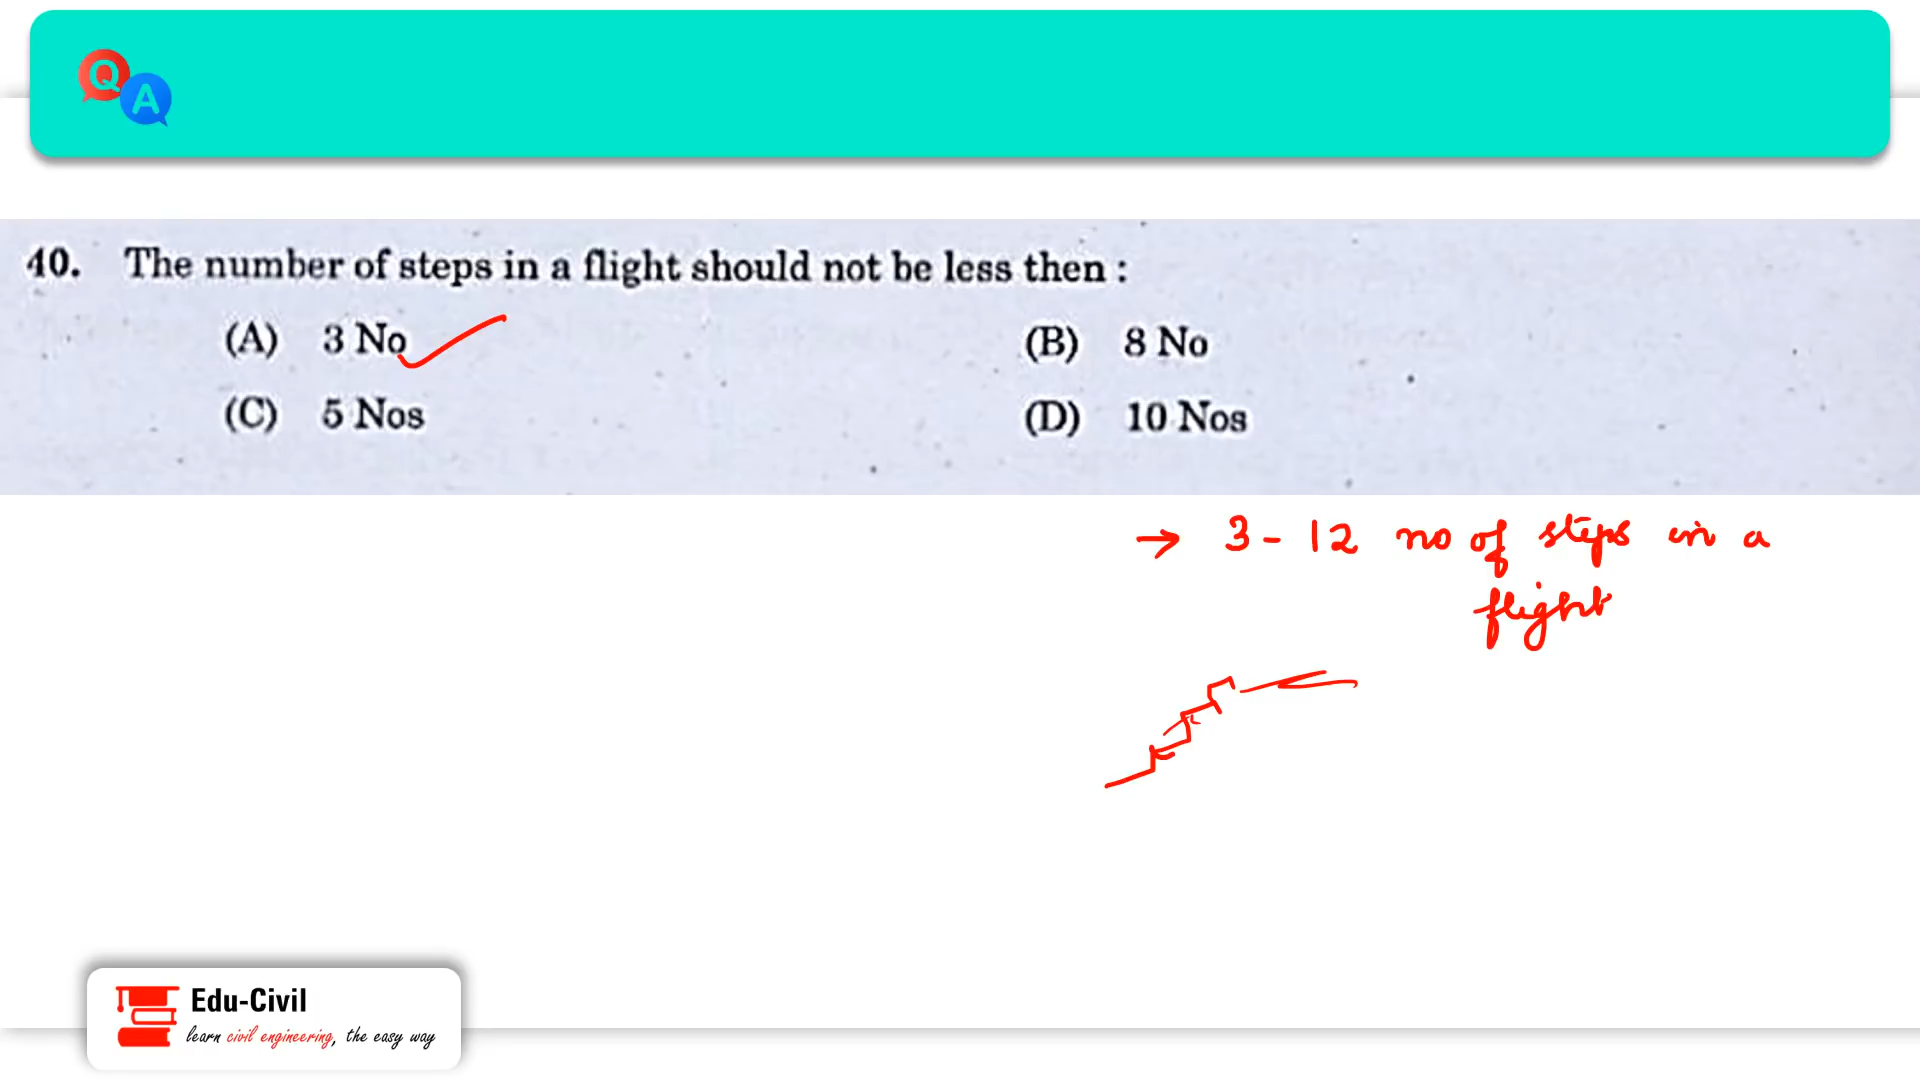 Q
A
40. The number of steps in a flight should not be less then :
(A) 3 No
(B) 8 No
(C) 5 Nos
(D) 10 Nos
→ 3 - 12 no of steps in a
flight
Edu-Civil
learn civil engineering, the easy way